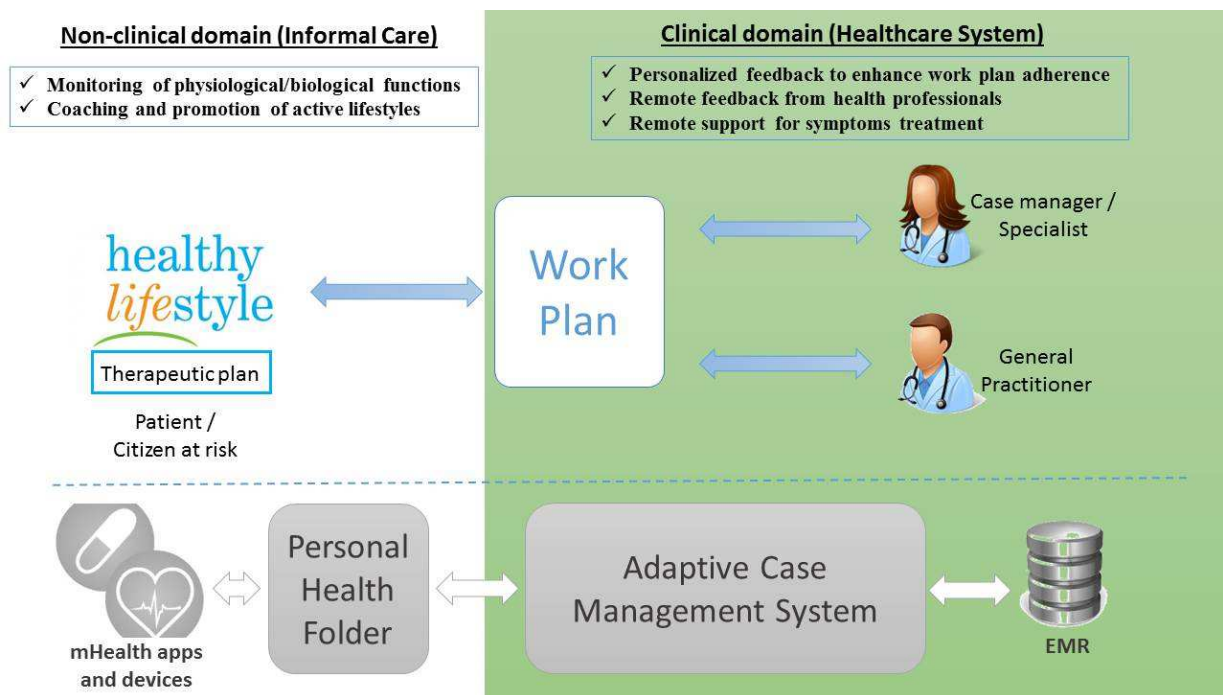 Non-clinical domain (Informal Care)
✓ Monitoring of physiological/biological functions
✓ Coaching and promotion of active lifestyles
Clinical domain (Healthcare System)
✓ Personalized feedback to enhance work plan adherence
✓ Remote feedback from health professionals
✓ Remote support for symptoms treatment
healthy
lifestyle
Therapeutic plan
Patient /
Citizen at risk
Work
Plan
Case manager /
Specialist
General
Practitioner
mHealth apps
and devices
Personal
Health
Folder
Adaptive Case
Management System
EMR